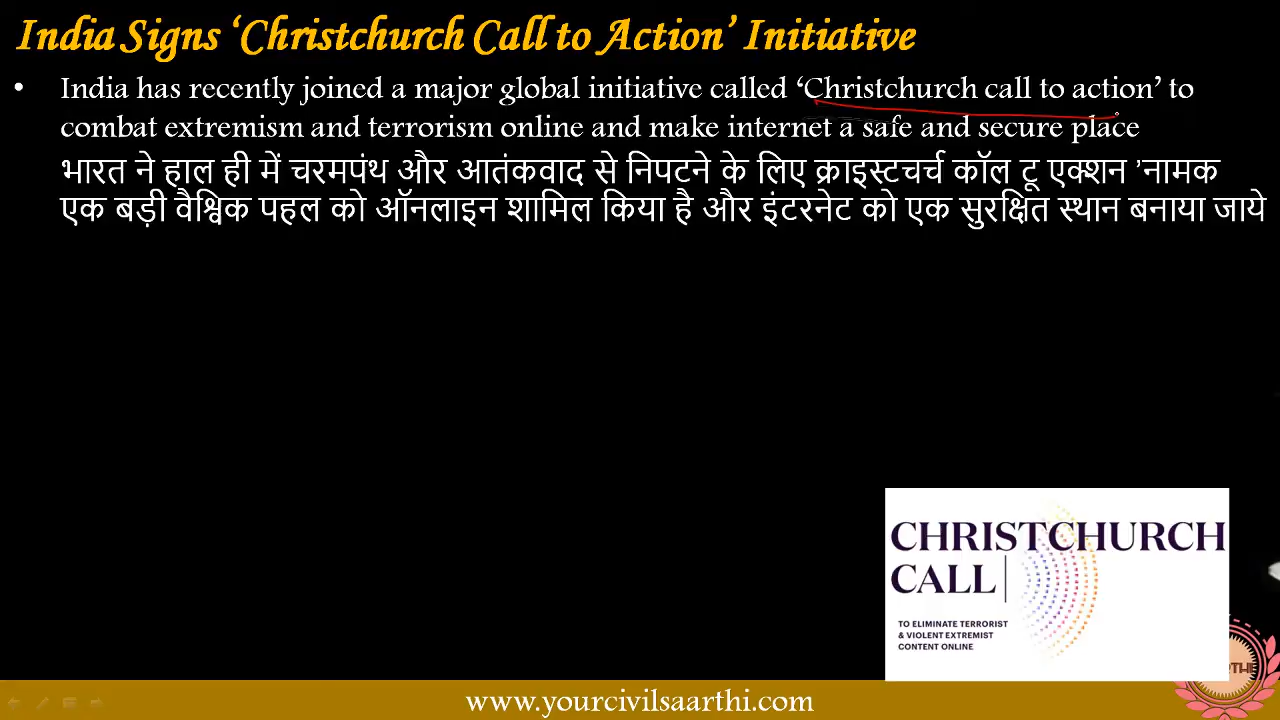 India Signs ‘Christchurch Call to Action’ Initiative
• India has recently joined a major global initiative called ‘Christchurch call to action’ to
combat extremism and terrorism online and make internet a safe and secure place
भारत ने हाल ही में चरमपंथ और आतंकवाद से निपटने के लिए क्राइस्टचर्च कॉल टू एक्शन ’नामक
एक बड़ी वैश्विक पहल को ऑनलाइन शामिल किया है और इंटरनेट को एक सुरक्षित स्थान बनाया जाये
CHRISTCHURCH
CALL
TO ELIMINATE TERRORIST
& VIOLENT EXTREMIST
CONTENT ONLINE
www.yourcivilsaarthi.com